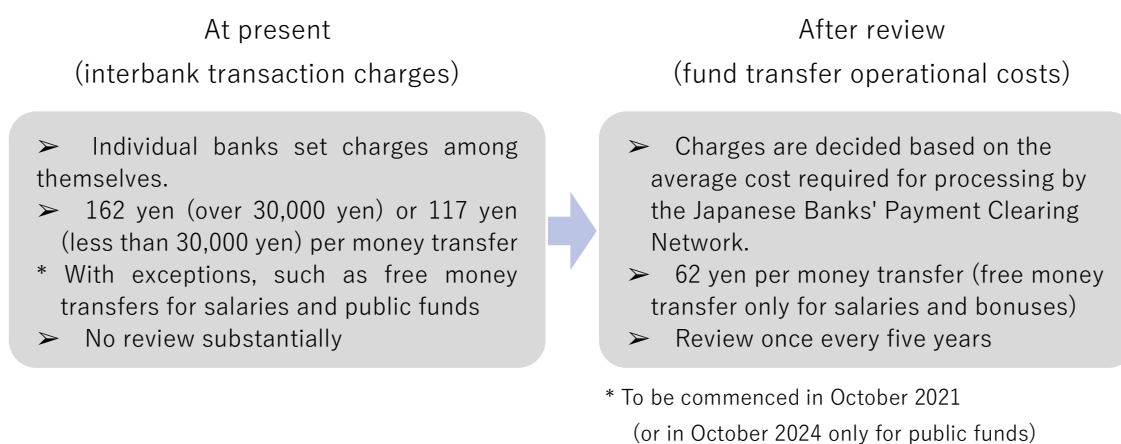 At present
(interbank transaction charges)
➢ Individual banks set charges among
themselves.
➢ 162 yen (over 30,000 yen) or 117 yen
(less than 30,000 yen) per money transfer
* With exceptions, such as free money
transfers for salaries and public funds
➢ No review substantially
After review
(fund transfer operational costs)
➢ Charges are decided based on the
average cost required for processing by
the Japanese Banks' Payment Clearing
Network.
➢ 62 yen per money transfer (free money
transfer only for salaries and bonuses)
➢ Review once every five years
* To be commenced in October 2021
(or in October 2024 only for public funds)